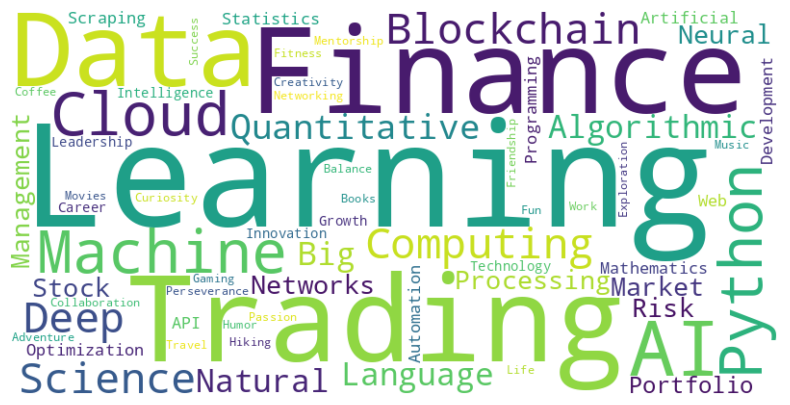 Scraping
Statistics
Artificial
Data
Finance
Blockchain
Neural
Success
Mentorship
Fitness
Creativity
Networking
Coffee
Intelligence
Cloud
Quantitative
Programming
Algorithmic
Development
Leadership
Management
Learning
Friendship
Music
Balance
Exploration
Movies
Curiosity
Books
Career
Growth
Fun
Work
Web
Python
Innovation
Machine
Big
Computing
Technology
Mathematics
Gaming
Stock
Perseverance
Networks
Processing
Market
Collaboration
Trading
Automation
Risk
Deep
API
Humor
Passion
Adventure
Travel
Hiking
AI
Optimization
Science
Natural
Language
Life
Portfolio